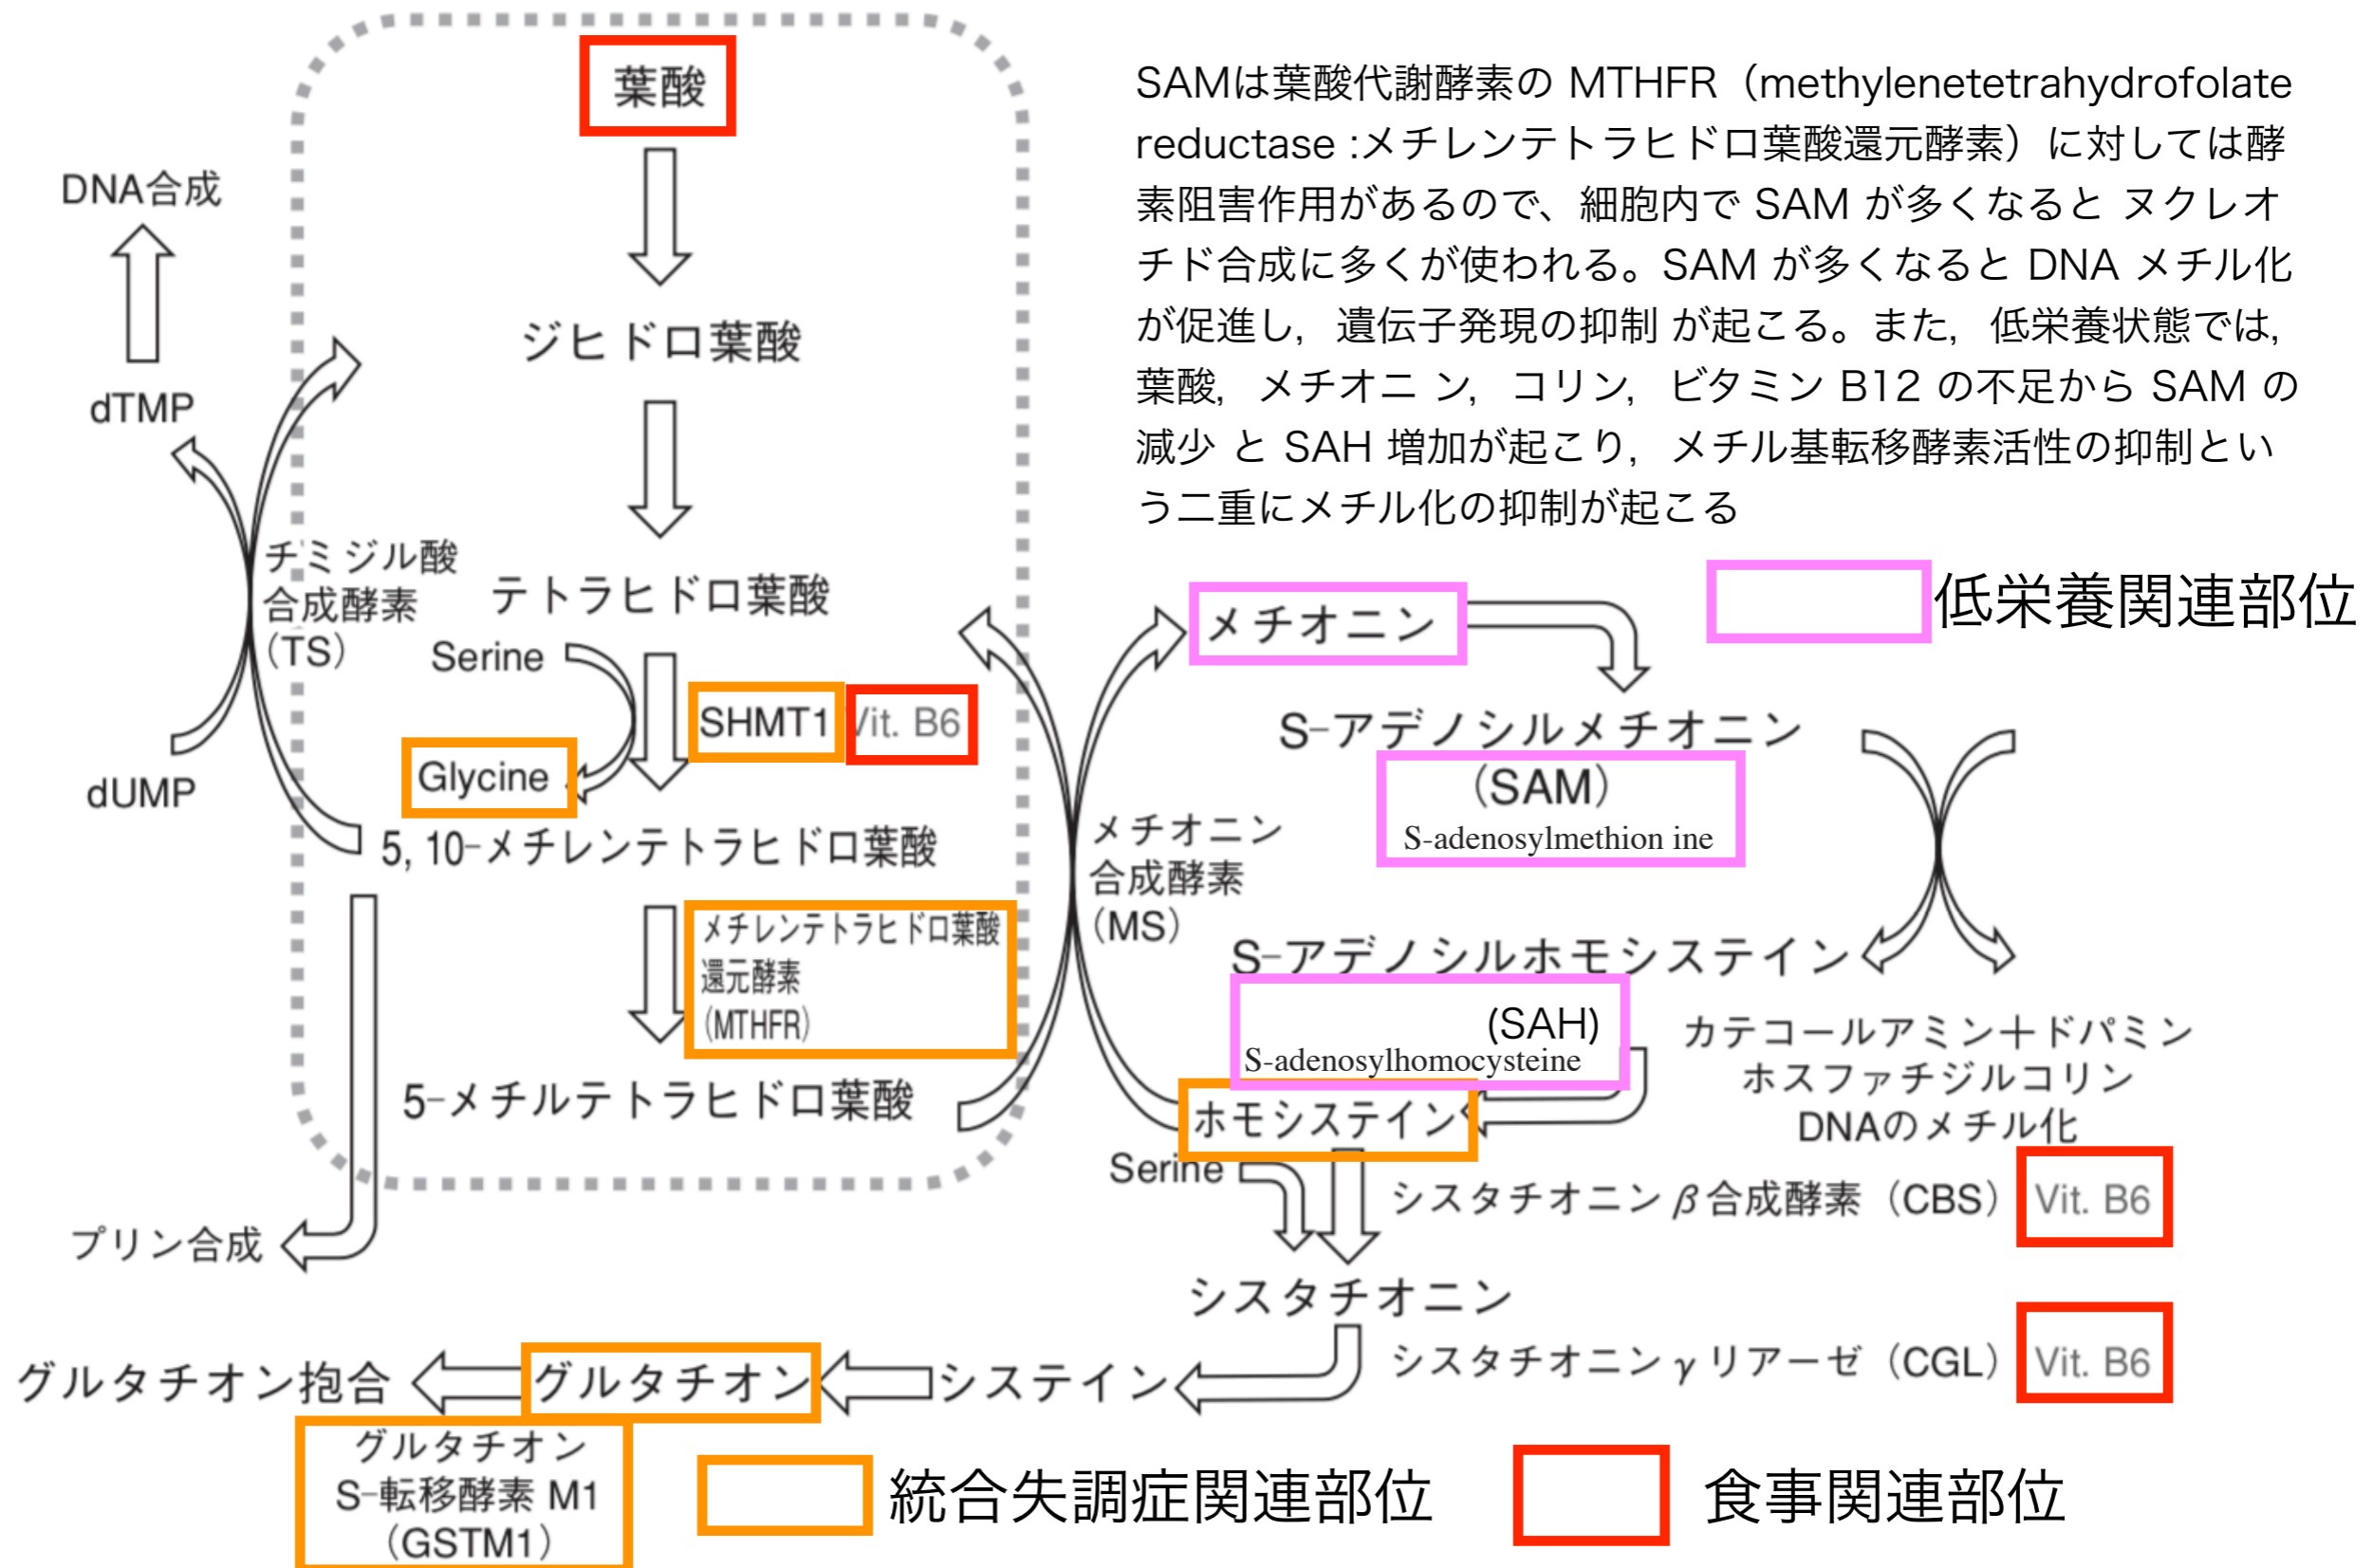 葉酸
SAMは葉酸代謝酵素の MTHFR（methylenetetrahydrofolate
reductase :メチレンテトラヒドロ葉酸還元酵素）に対しては酵
素阻害作用があるので、細胞内で SAM が多くなると ヌクレオ
チド合成に多くが使われる。SAM が多くなると DNA メチル化
が促進し，遺伝子発現の抑制 が起こる。また，低栄養状態では，
葉酸，メチオニ ン，コリン，ビタミン B12 の不足から SAM の
減少 と SAH 増加が起こり，メチル基転移酵素活性の抑制とい
う二重にメチル化の抑制が起こる
DNA合成
ジヒドロ葉酸
dTMP
チミジル酸
合成酵素
（TS）
テトラヒドロ葉酸
メチオニン
低栄養関連部位
Serine
SHMT1
Vit. B6
S−アデノシルメチオニン
（SAM）
S-adenosylmethion ine
Glycine
dUMP
5, 10−メチレンテトラヒドロ葉酸
メチオニン
合成酵素
（MS）
メチレンテトラヒドロ葉酸
還元酵素
（MTHFR）
S−アデノシルホモシステイン
(SAH)
S-adenosylhomocysteine
カテコールアミン＋ドパミン
ホスファチジルコリン
DNAのメチル化
5−メチルテトラヒドロ葉酸
ホモシステイン
Serine
シスタチオニン β 合成酵素（CBS）
Vit. B6
プリン合成
シスタチオニン
シスタチオニン γ リアーゼ（CGL）
Vit. B6
グルタチオン抱合
グルタチオン
システイン
グルタチオン
S−転移酵素 M1
（GSTM1）
統合失調症関連部位
食事関連部位